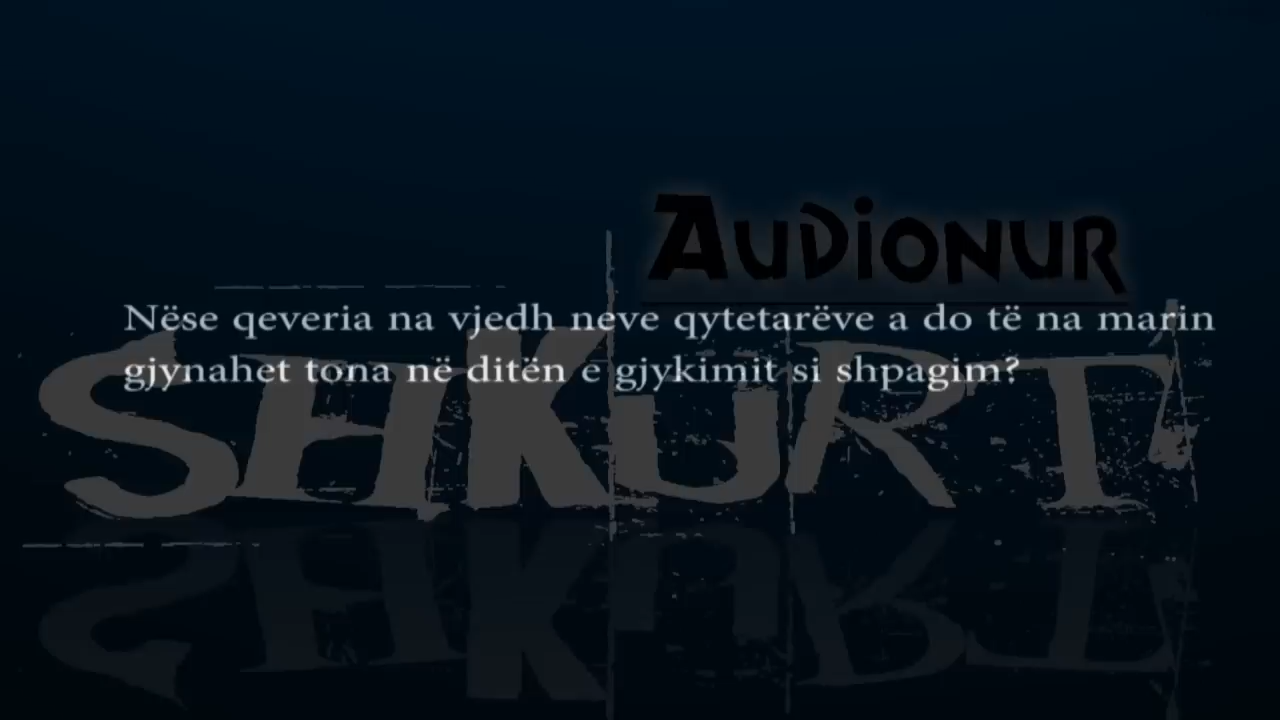 AUDIONUR
Nëse qeveria na vjedh neve qytetarëve a do të na marin
gjynahet tona në ditën e gjykimit si shpagim?
SHKURT